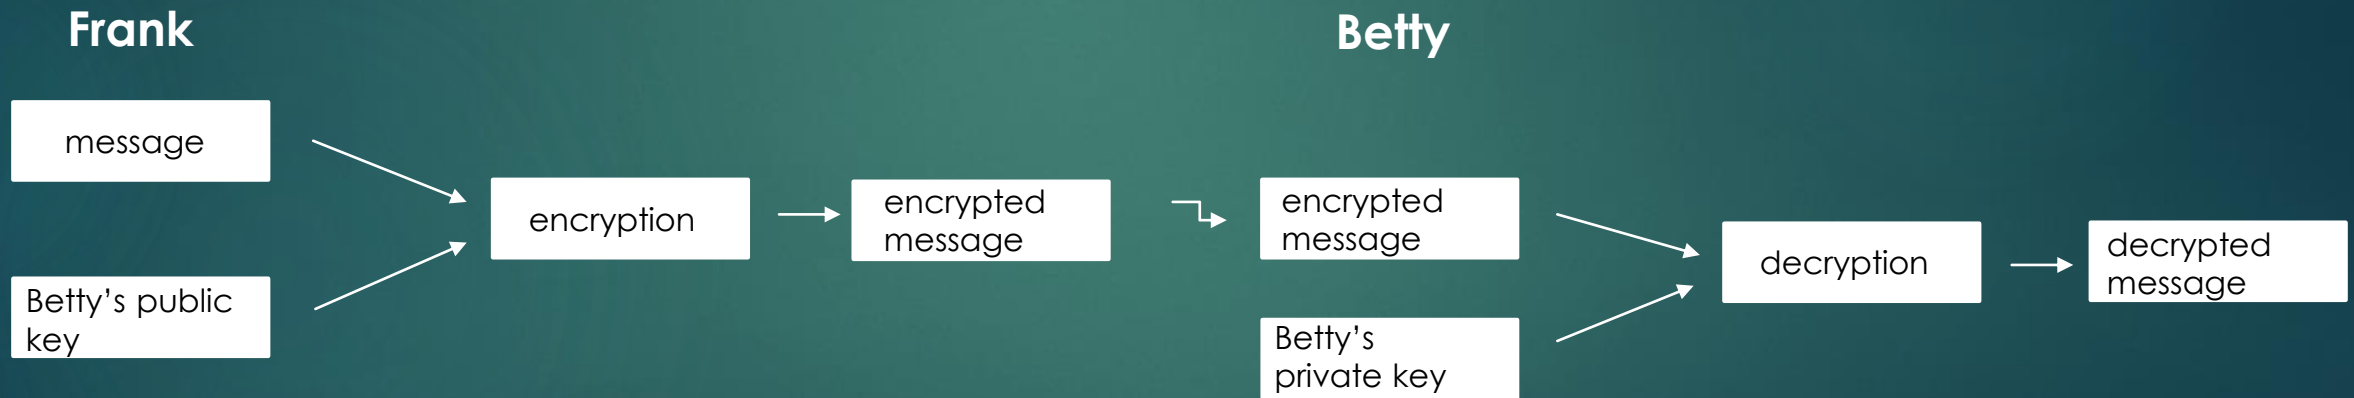 Frank
Betty
message
Betty's public
key
encryption
encrypted
message
encrypted
message
Betty's
private key
decryption
decrypted
message